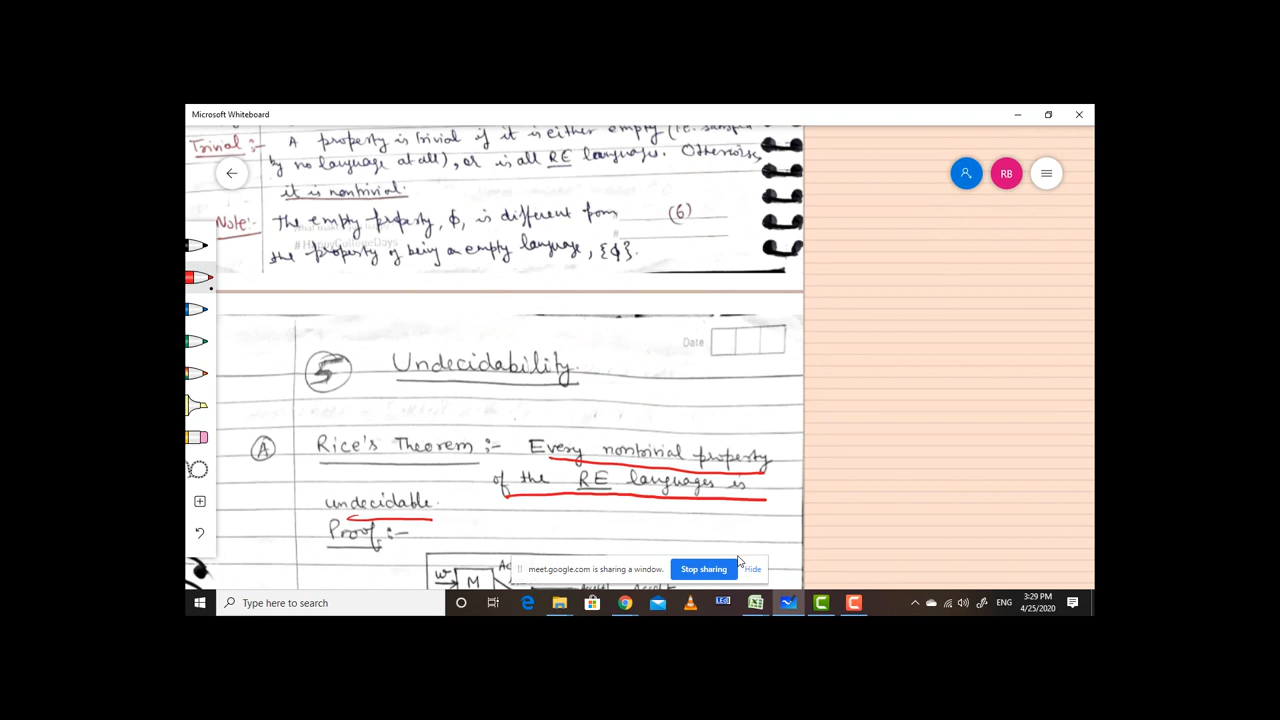 Microsoft Whiteboard
Trivial :- A property is trivial if it is either empty (i.e.
by no language at all), or is all RE languages. Otherwise,
it is nontrivial.
Note:- The empty property, ϕ, is different from (6)
#
# HappyCollegeDays
the property of being an empty language, {ϕ}.
RB
Date
5 Undecidability.
A Rice's Theorem :- Every nontrivial property
of the RE languages is
undecidable.
Proof :-
w M
meet.google.com is sharing a window. Stop sharing Hide
Type here to search
ENG
3:29 PM
4/25/2020